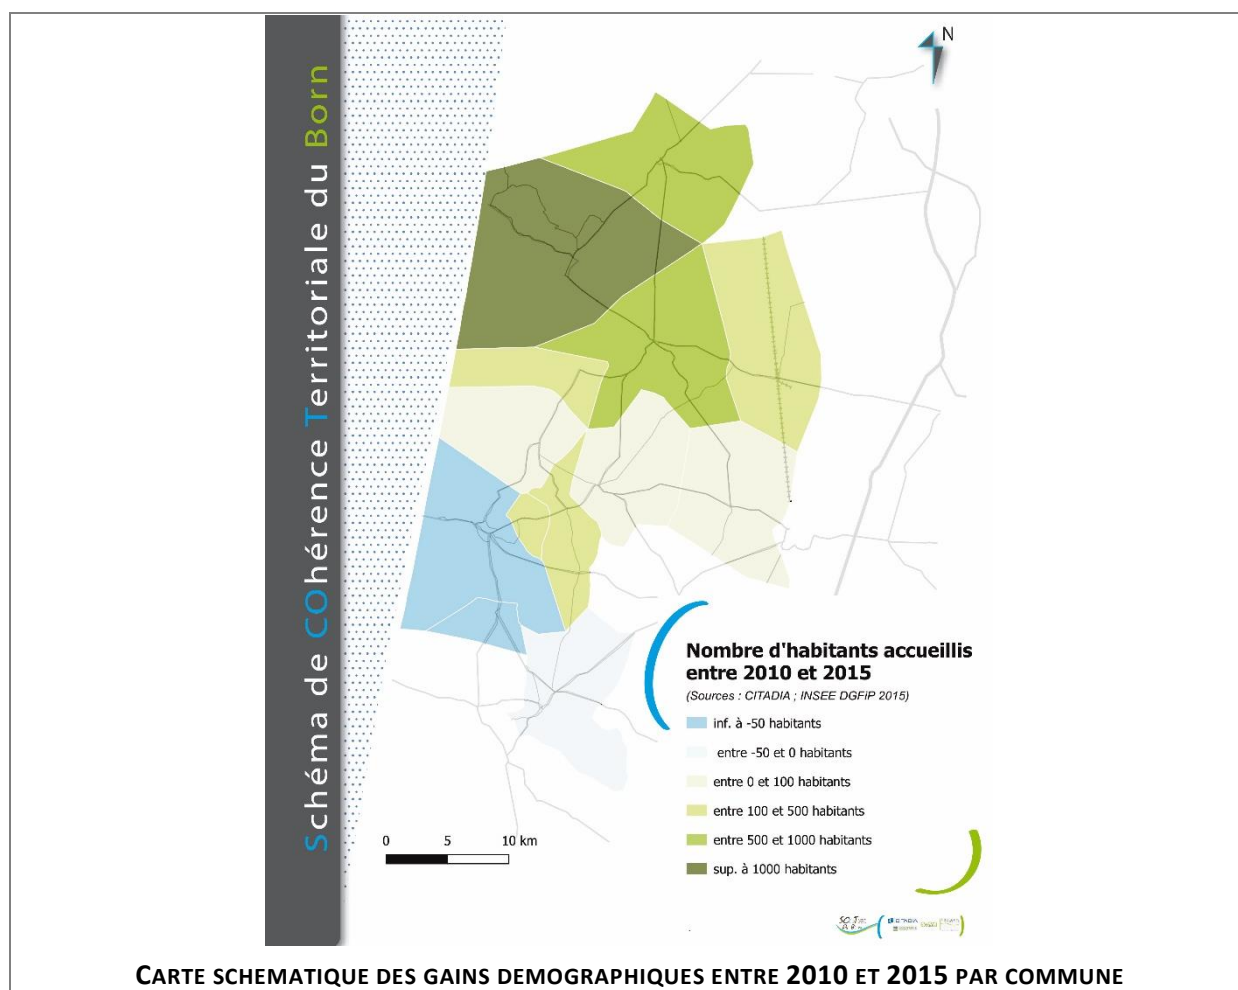 Schéma de COhérence Territoriale du Born
N
Nombre d'habitants accueillis
entre 2010 et 2015
(Sources : CITADIA ; INSEE DGFiP 2015)
inf. à -50 habitants
entre -50 et 0 habitants
entre 0 et 100 habitants
entre 100 et 500 habitants
entre 500 et 1000 habitants
sup. à 1000 habitants
0 5 10 km
CITADIA
CARTE SCHEMATIQUE DES GAINS DEMOGRAPHIQUES ENTRE 2010 ET 2015 PAR COMMUNE